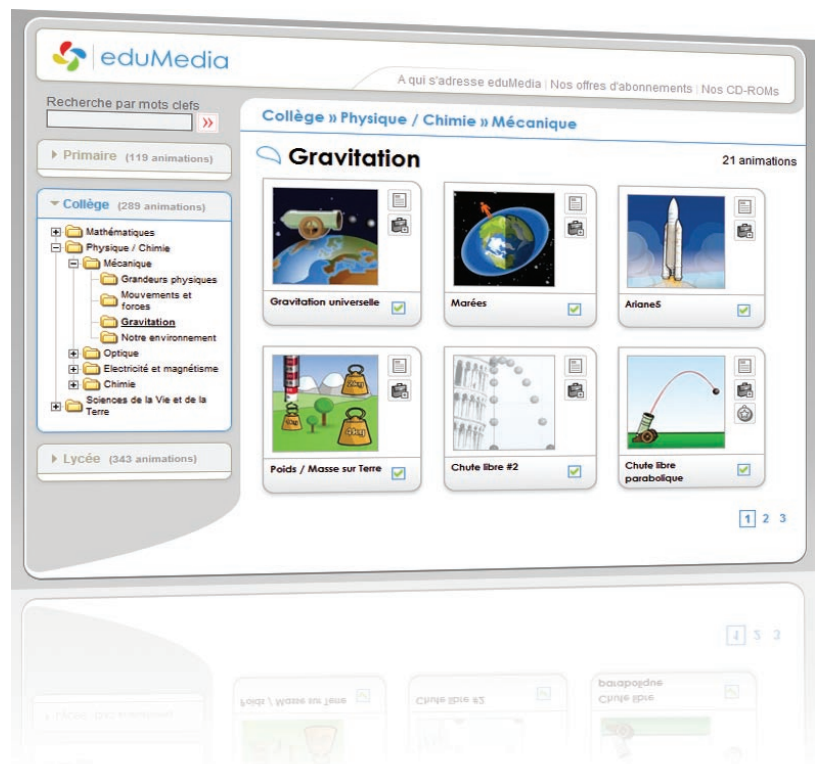 eduMedia
A qui s'adresse eduMedia | Nos offres d'abonnements | Nos CD-ROMs
Recherche par mots clefs
Collège » Physique / Chimie » Mécanique
Primaire (119 animations)
Collège (289 animations)
Mathématiques
Physique / Chimie
Mécanique
Grandeurs physiques
Mouvements et
forces
Gravitation
Notre environnement
Optique
Electricité et magnétisme
Chimie
Sciences de la Vie et de la
Terre
Lycée (343 animations)
Gravitation
21 animations
Gravitation universelle
Marées
Ariane5
2kg
4kg
Poids / Masse sur Terre
Chute libre #2
Chute libre
parabolique
1 2 3